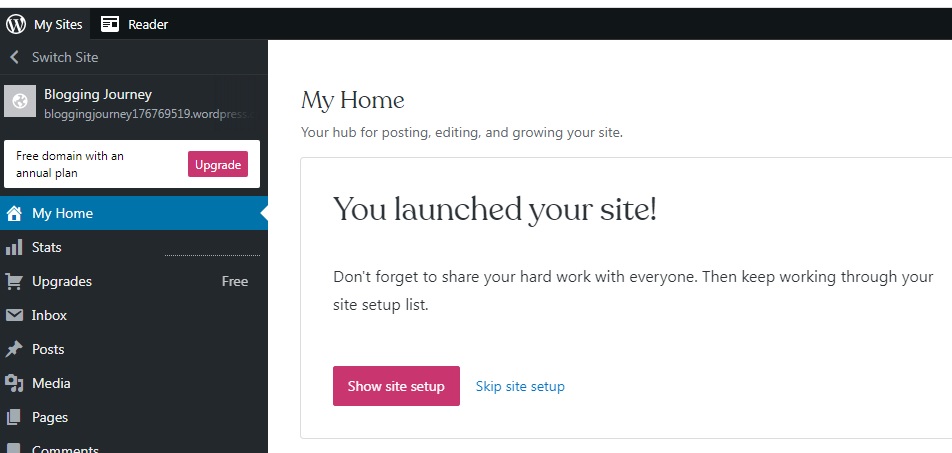 My Sites
Reader
Switch Site
Blogging Journey
bloggingjourney176769519.wordpress.
Free domain with an
annual plan
Upgrade
My Home
Stats
Upgrades
Free
Inbox
Posts
Media
Pages
Comments
My Home
Your hub for posting, editing, and growing your site.
You launched your site!
Don't forget to share your hard work with everyone. Then keep working through your
site setup list.
Show site setup
Skip site setup